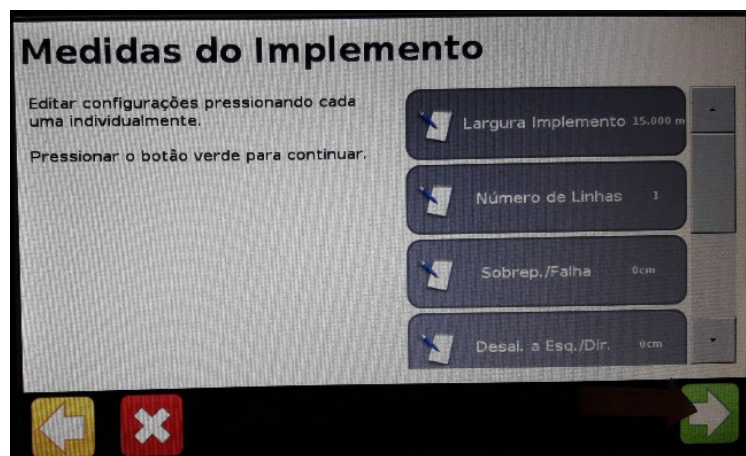 Medidas do Implemento
Editar configurações pressionando cada
uma individualmente.
Pressionar o botão verde para continuar.
Largura Implemento 15.000 m
Número de Linhas 1
Sobrep./Falha 0cm
Desal. a Esq./Dir. 0cm